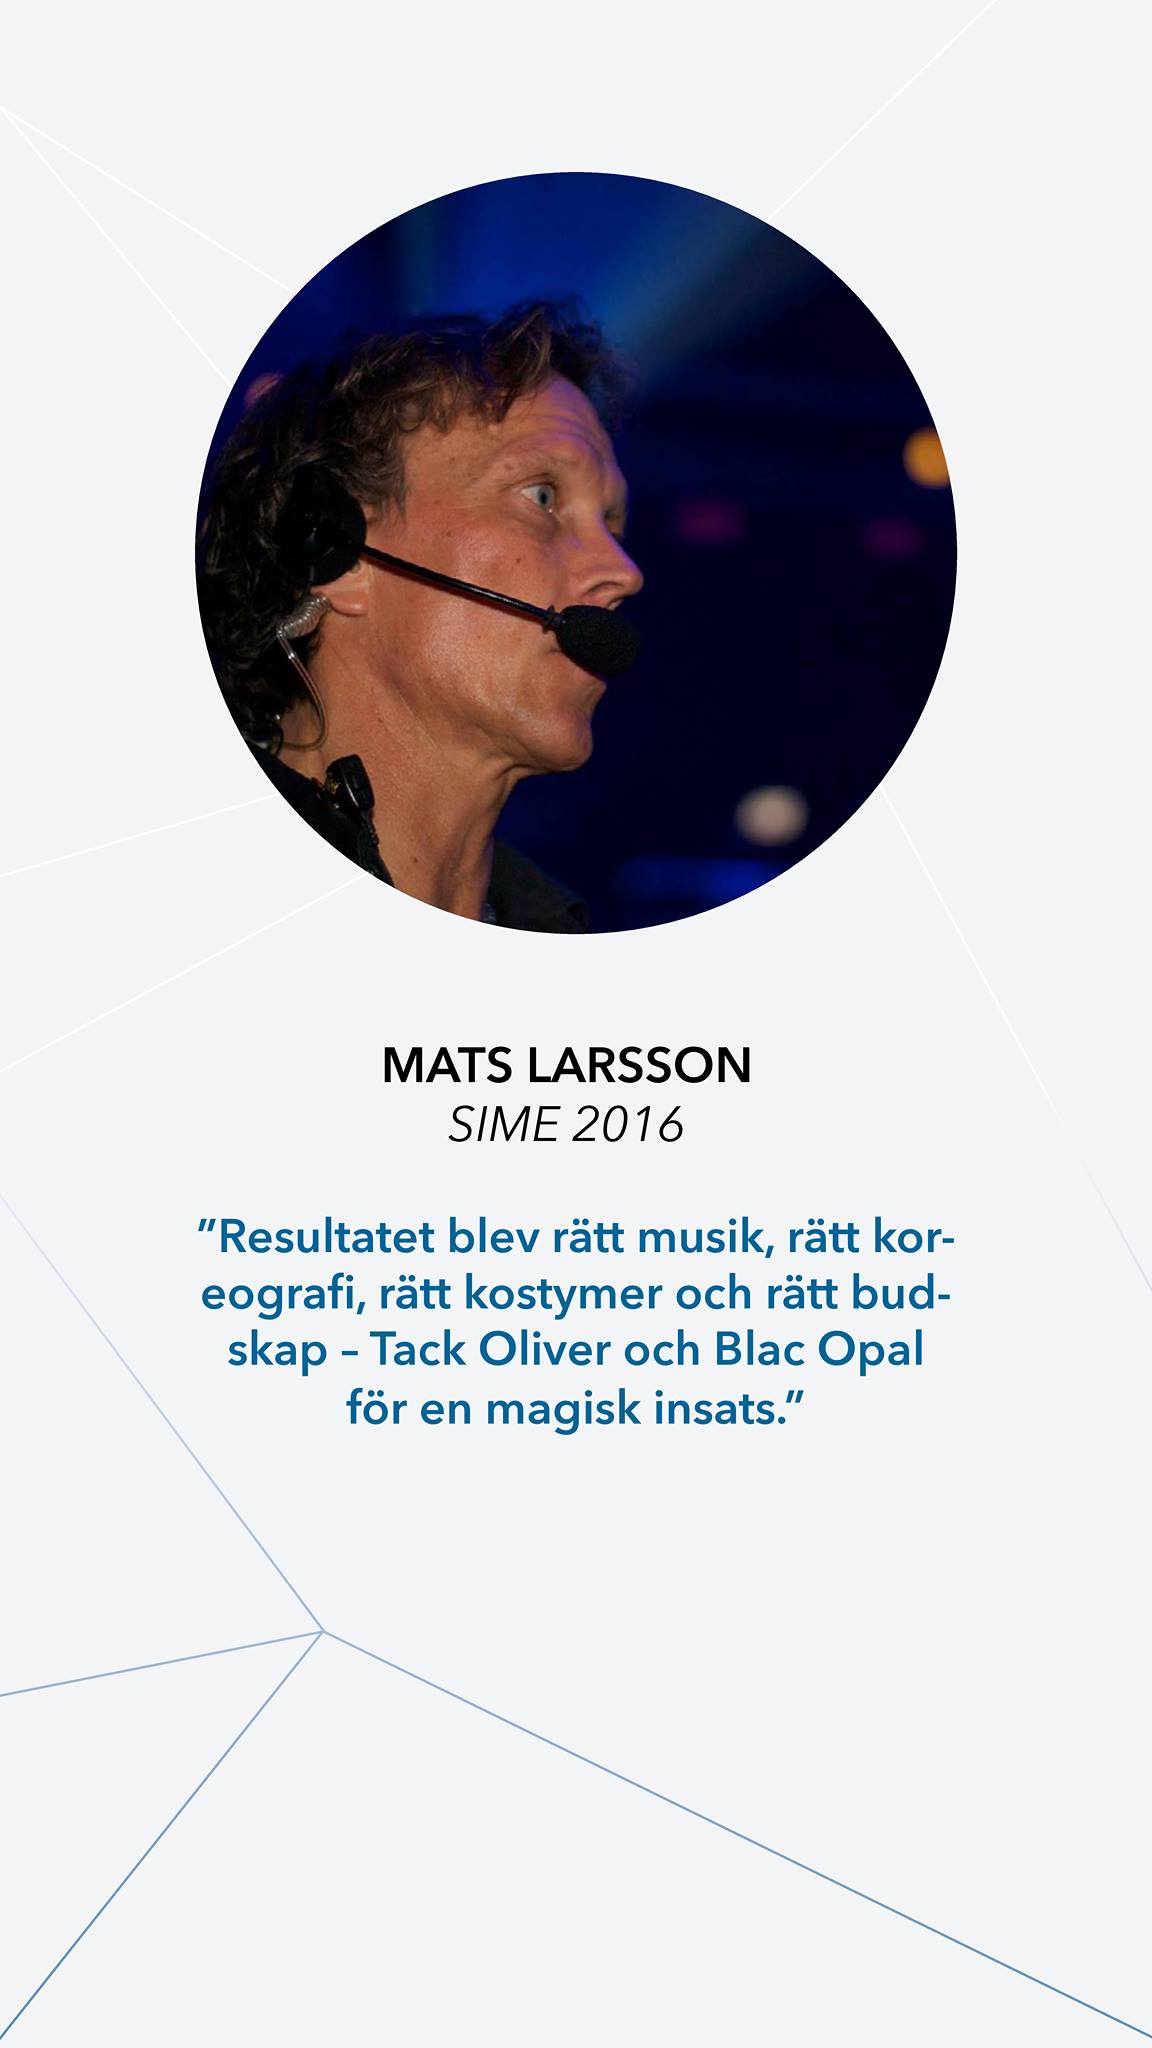 MATS LARSSON
SIME 2016
”Resultatet blev rätt musik, rätt kor-
eografi, rätt kostymer och rätt bud-
skap – Tack Oliver och Blac Opal
för en magisk insats.”